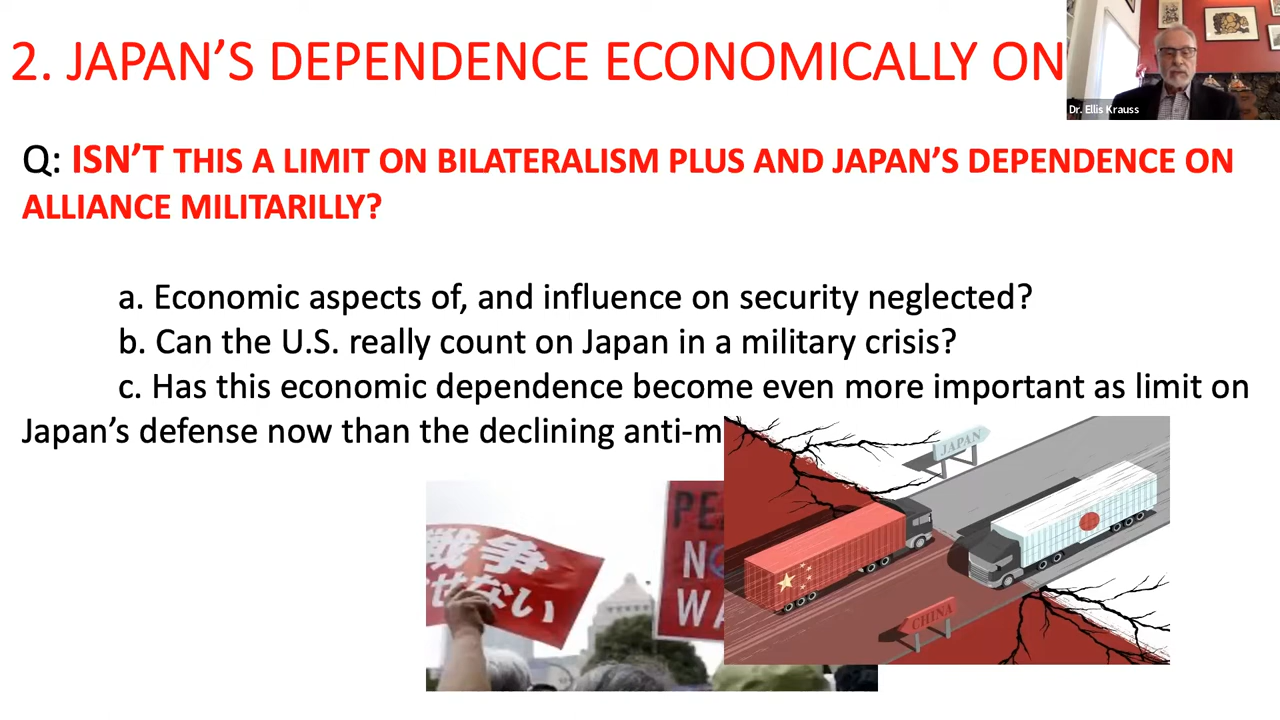 2. JAPAN'S DEPENDENCE ECONOMICALLY ON
Dr. Ellis Krauss
Q: ISN'T THIS A LIMIT ON BILATERALISM PLUS AND JAPAN'S DEPENDENCE ON
ALLIANCE MILITARILLY?
a. Economic aspects of, and influence on security neglected?
b. Can the U.S. really count on Japan in a military crisis?
c. Has this economic dependence become even more important as limit on
Japan's defense now than the declining anti-m
JAPAN
戦争
させない
PE
NO
WA
CHINA